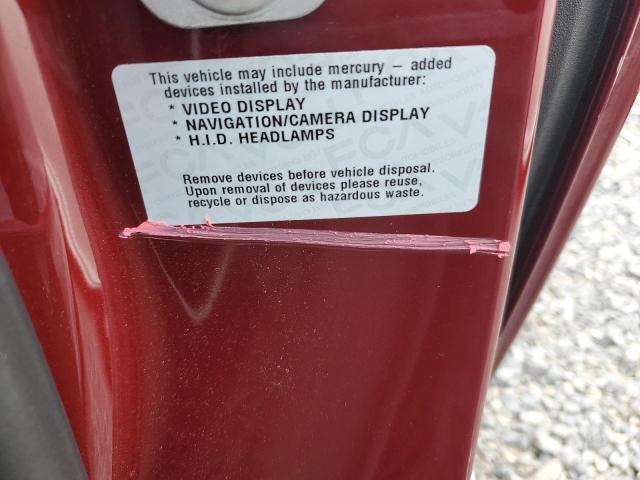 This vehicle may include mercury – added
devices installed by the manufacturer:
* VIDEO DISPLAY
* NAVIGATION/CAMERA DISPLAY
* H.I.D. HEADLAMPS
Remove devices before vehicle disposal.
Upon removal of devices please reuse,
recycle or dispose as hazardous waste.